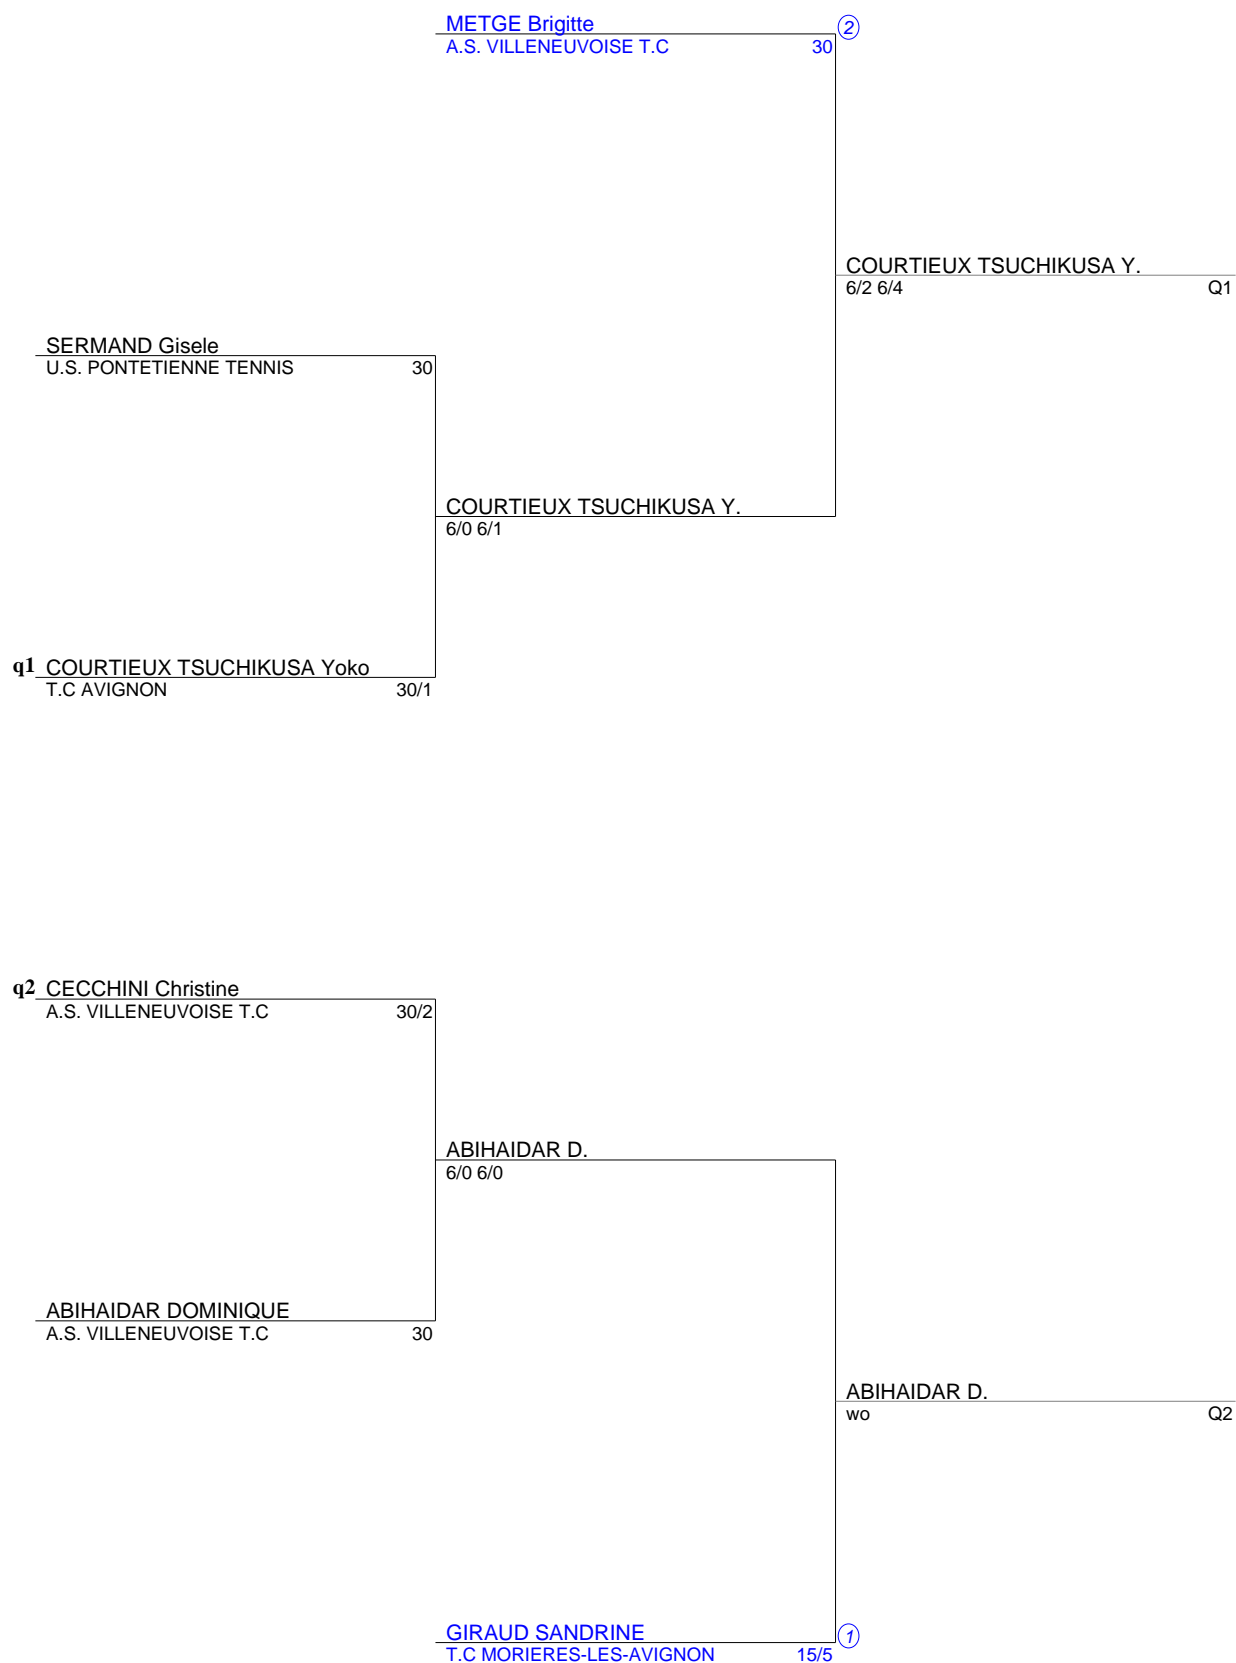 METGE Brigitte 2
A.S. VILLENEUVOISE T.C 30
COURTIEUX TSUCHIKUSA Y.
6/2 6/4 Q1
SERMAND Gisele
U.S. PONTETIENNE TENNIS 30
COURTIEUX TSUCHIKUSA Y.
6/0 6/1
q1 COURTIEUX TSUCHIKUSA Yoko
T.C AVIGNON 30/1
q2 CECCHINI Christine
A.S. VILLENEUVOISE T.C 30/2
ABIHAIDAR D.
6/0 6/0
ABIHAIDAR DOMINIQUE
A.S. VILLENEUVOISE T.C 30
ABIHAIDAR D.
wo Q2
GIRAUD SANDRINE 1
T.C MORIERES-LES-AVIGNON 15/5